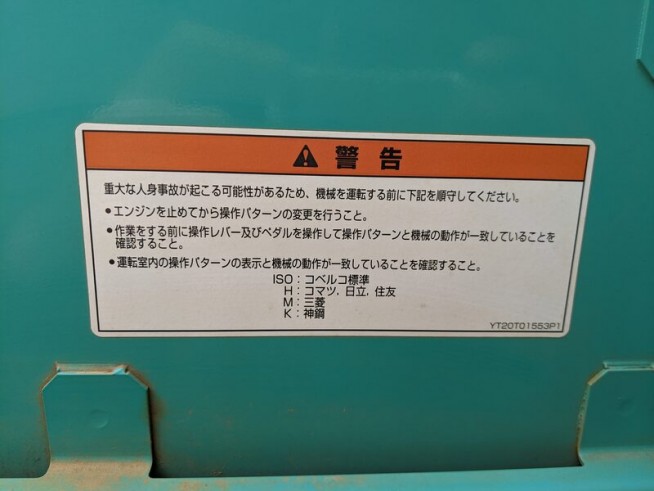 警告
重大な人身事故が起こる可能性があるため、機械を運転する前に下記を順守してください。
●エンジンを止めてから操作パターンの変更を行うこと。
●作業をする前に操作レバー及びペダルを操作して操作パターンと機械の動作が一致していることを
確認すること。
●運転室内の操作パターンの表示と機械の動作が一致していることを確認すること。
ISO：コベルコ標準
H：コマツ, 日立, 住友
M：三菱
K：神鋼
YT20T01553P1